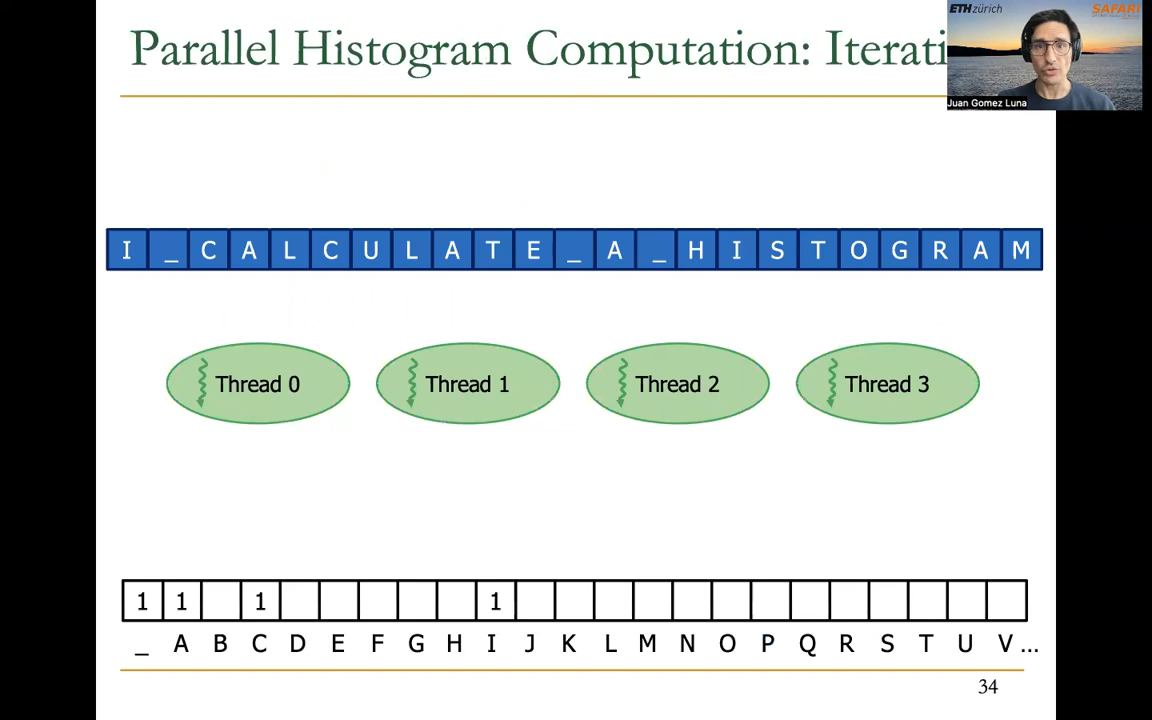 Parallel Histogram Computation: Iterati
ETH zürich
SAFARI
Juan Gomez Luna
I _ C A L C U L A T E _ A _ H I S T O G R A M
Thread 0 Thread 1 Thread 2 Thread 3
1 1 1 1
_ A B C D E F G H I J K L M N O P Q R S T U V...
34